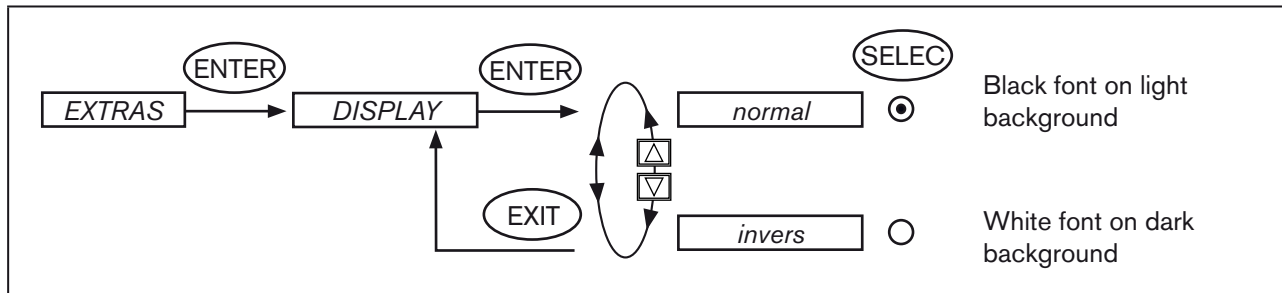 SELEC
ENTER
ENTER
EXTRAS
DISPLAY
normal
Black font on light
background
EXIT
invers
White font on dark
background